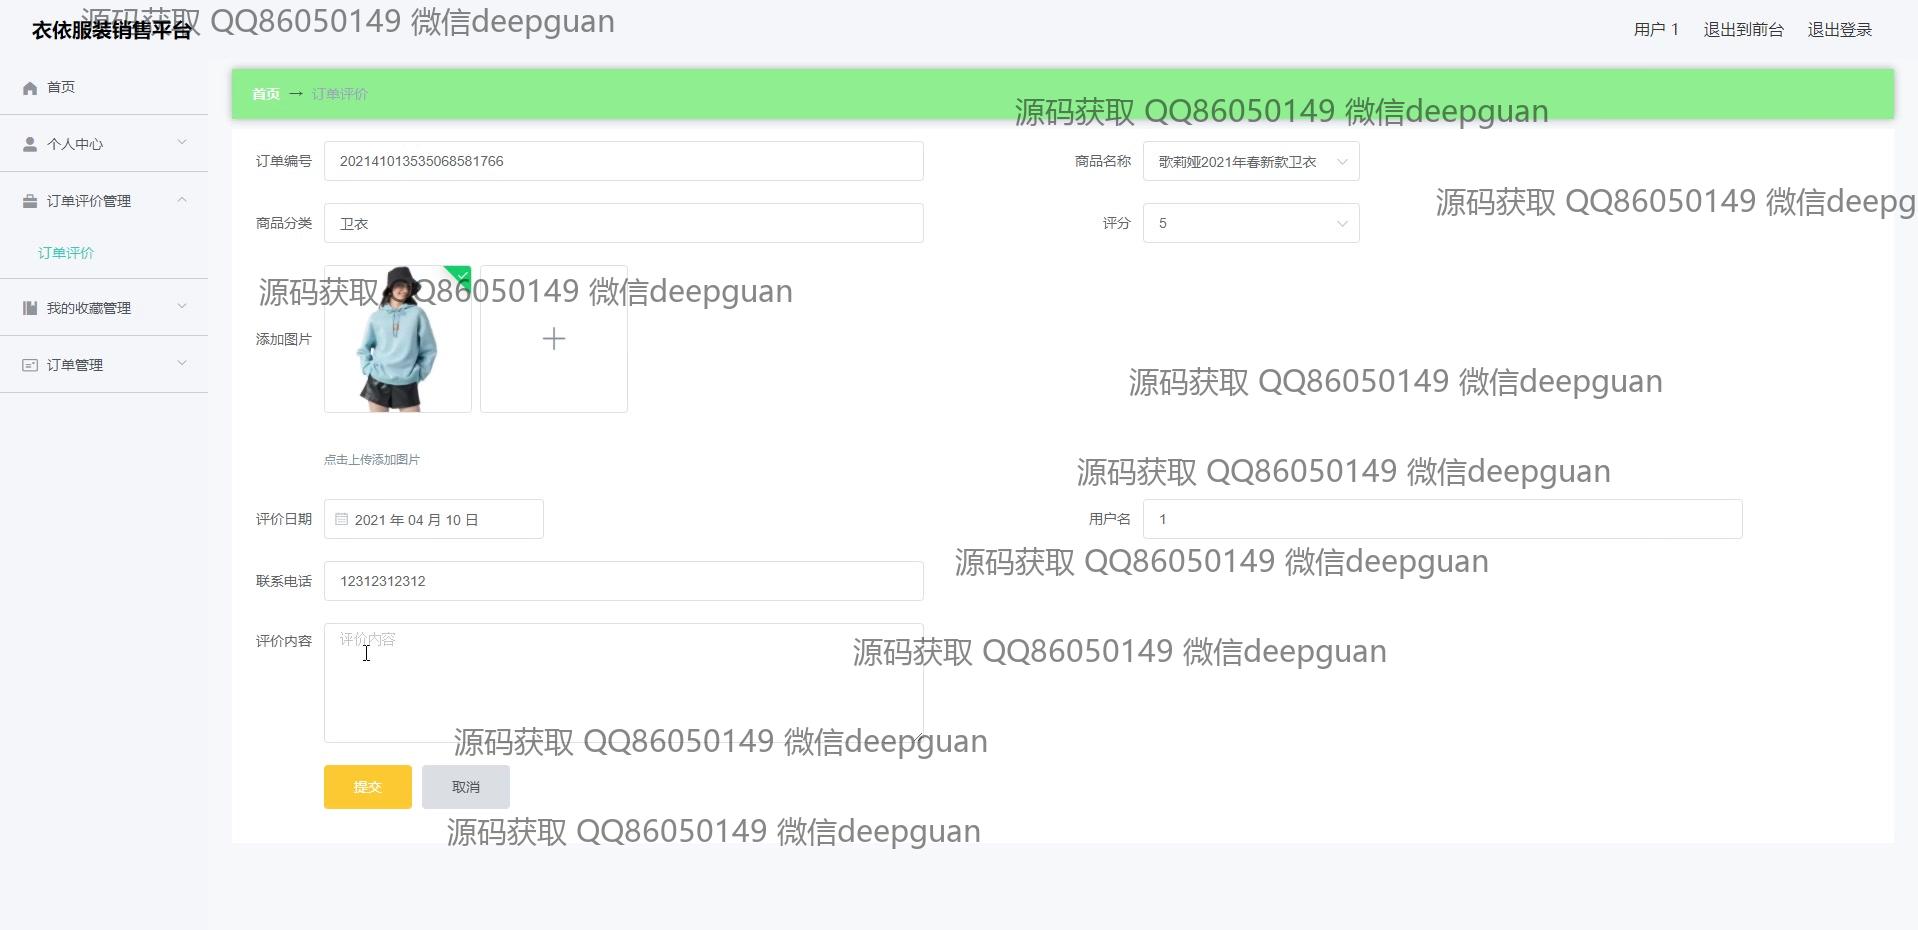 衣依服装销售平台
源码获取 QQ86050149 微信deepguan
用户 1 退出到前台 退出登录
首页
个人中心
订单评价管理
订单评价
我的收藏管理
订单管理
首页 → 订单评价
源码获取 QQ86050149 微信deepguan
订单编号 202141013535068581766
商品名称 歌莉娅2021年春新款卫衣
源码获取 QQ86050149 微信deepg
商品分类 卫衣
评分 5
源码获取 QQ86050149 微信deepguan
添加图片
源码获取 QQ86050149 微信deepguan
点击上传添加图片
源码获取 QQ86050149 微信deepguan
评价日期 2021 年 04 月 10 日
用户名 1
源码获取 QQ86050149 微信deepguan
联系电话 12312312312
评价内容 评价内容
源码获取 QQ86050149 微信deepguan
源码获取 QQ86050149 微信deepguan
提交 取消
源码获取 QQ86050149 微信deepguan